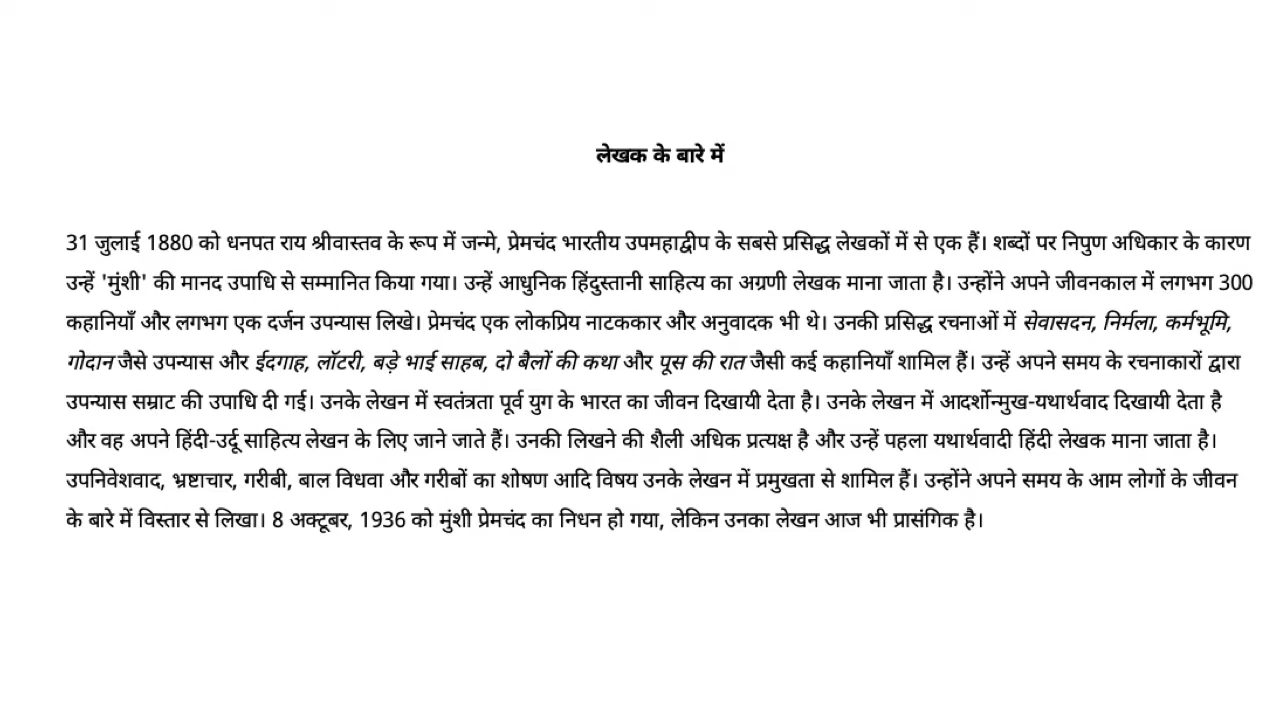 लेखक के बारे में
31 जुलाई 1880 को धनपत राय श्रीवास्तव के रूप में जन्मे, प्रेमचंद भारतीय उपमहाद्वीप के सबसे प्रसिद्ध लेखकों में से एक हैं। शब्दों पर निपुण अधिकार के कारण
उन्हें 'मुंशी' की मानद उपाधि से सम्मानित किया गया। उन्हें आधुनिक हिंदुस्तानी साहित्य का अग्रणी लेखक माना जाता है। उन्होंने अपने जीवनकाल में लगभग 300
कहानियाँ और लगभग एक दर्जन उपन्यास लिखे। प्रेमचंद एक लोकप्रिय नाटककार और अनुवादक भी थे। उनकी प्रसिद्ध रचनाओं में सेवासदन, निर्मला, कर्मभूमि,
गोदान जैसे उपन्यास और ईदगाह, लॉटरी, बड़े भाई साहब, दो बैलों की कथा और पूस की रात जैसी कई कहानियाँ शामिल हैं। उन्हें अपने समय के रचनाकारों द्वारा
उपन्यास सम्राट की उपाधि दी गई। उनके लेखन में स्वतंत्रता पूर्व युग के भारत का जीवन दिखायी देता है। उनके लेखन में आदर्शोन्मुख-यथार्थवाद दिखायी देता है
और वह अपने हिंदी-उर्दू साहित्य लेखन के लिए जाने जाते हैं। उनकी लिखने की शैली अधिक प्रत्यक्ष है और उन्हें पहला यथार्थवादी हिंदी लेखक माना जाता है।
उपनिवेशवाद, भ्रष्टाचार, गरीबी, बाल विधवा और गरीबों का शोषण आदि विषय उनके लेखन में प्रमुखता से शामिल हैं। उन्होंने अपने समय के आम लोगों के जीवन
के बारे में विस्तार से लिखा। 8 अक्टूबर, 1936 को मुंशी प्रेमचंद का निधन हो गया, लेकिन उनका लेखन आज भी प्रासंगिक है।